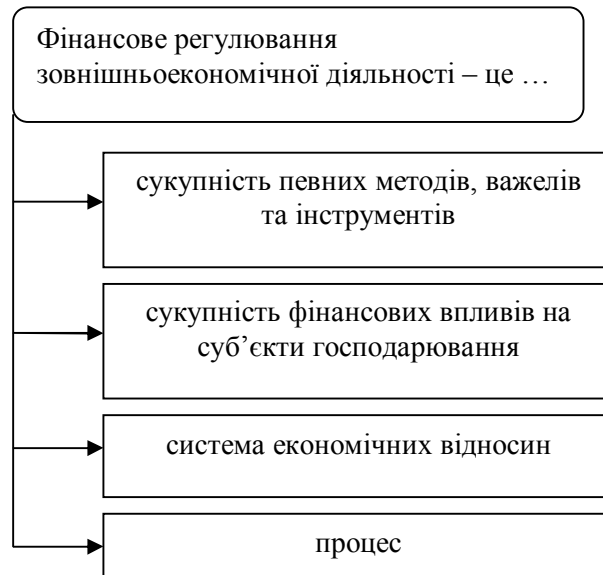 Фінансове регулювання
зовнішньоекономічної діяльності – це …
сукупність певних методів, важелів
та інструментів
сукупність фінансових впливів на
суб’єкти господарювання
система економічних відносин
процес